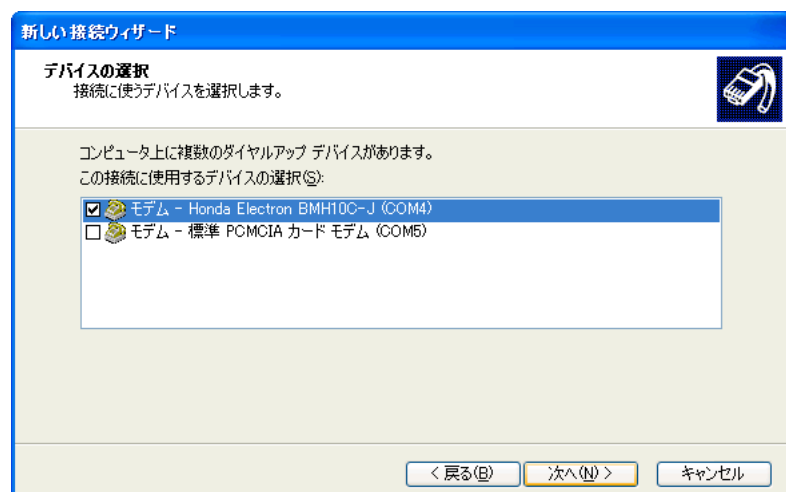 新しい接続ウィザード
デバイスの選択
接続に使うデバイスを選択します。
コンピュータ上に複数のダイヤルアップ デバイスがあります。
この接続に使用するデバイスの選択(S):
モデム - Honda Electron BMH10C-J (COM4)
モデム - 標準 PCMCIA カード モデム (COM5)
< 戻る(B) 次へ(N) > キャンセル